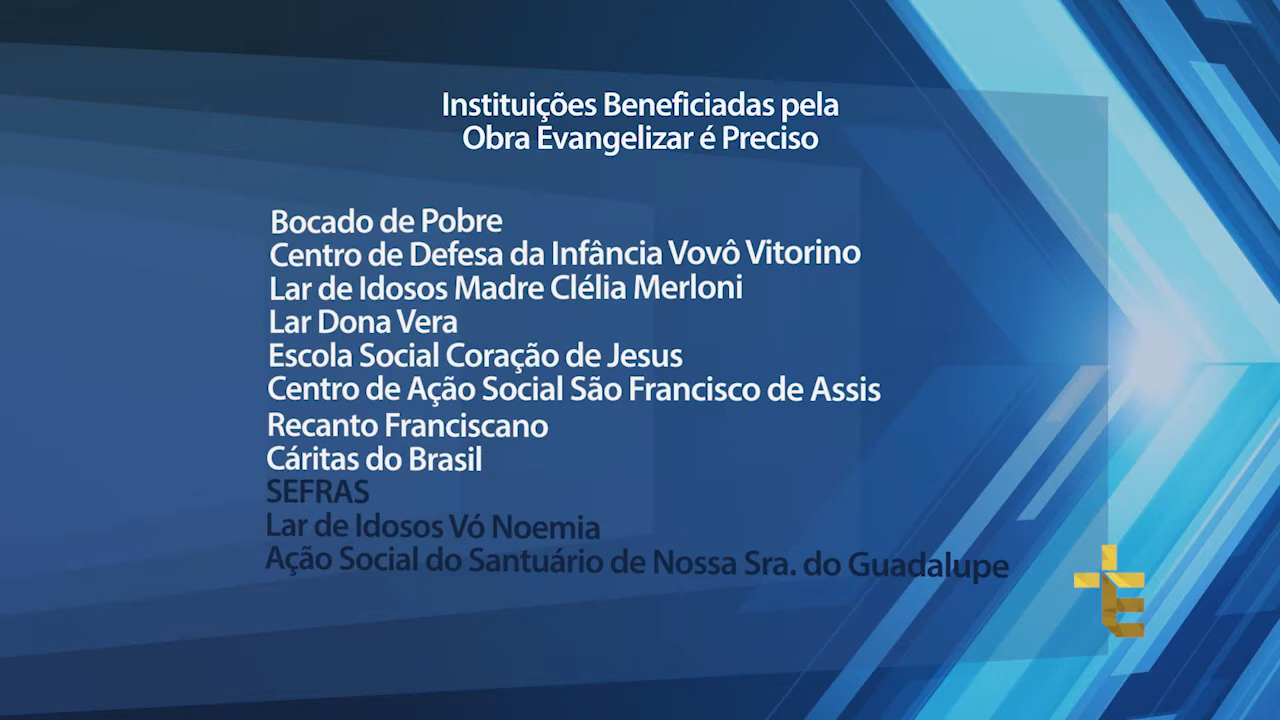 Instituições Beneficiadas pela
Obra Evangelizar é Preciso
Bocado de Pobre
Centro de Defesa da Infância Vovô Vitorino
Lar de Idosos Madre Clélia Merloni
Lar Dona Vera
Escola Social Coração de Jesus
Centro de Ação Social São Francisco de Assis
Recanto Franciscano
Cáritas do Brasil
SEFRAS
Lar de Idosos Vó Noemia
Ação Social do Santuário de Nossa Sra. do Guadalupe